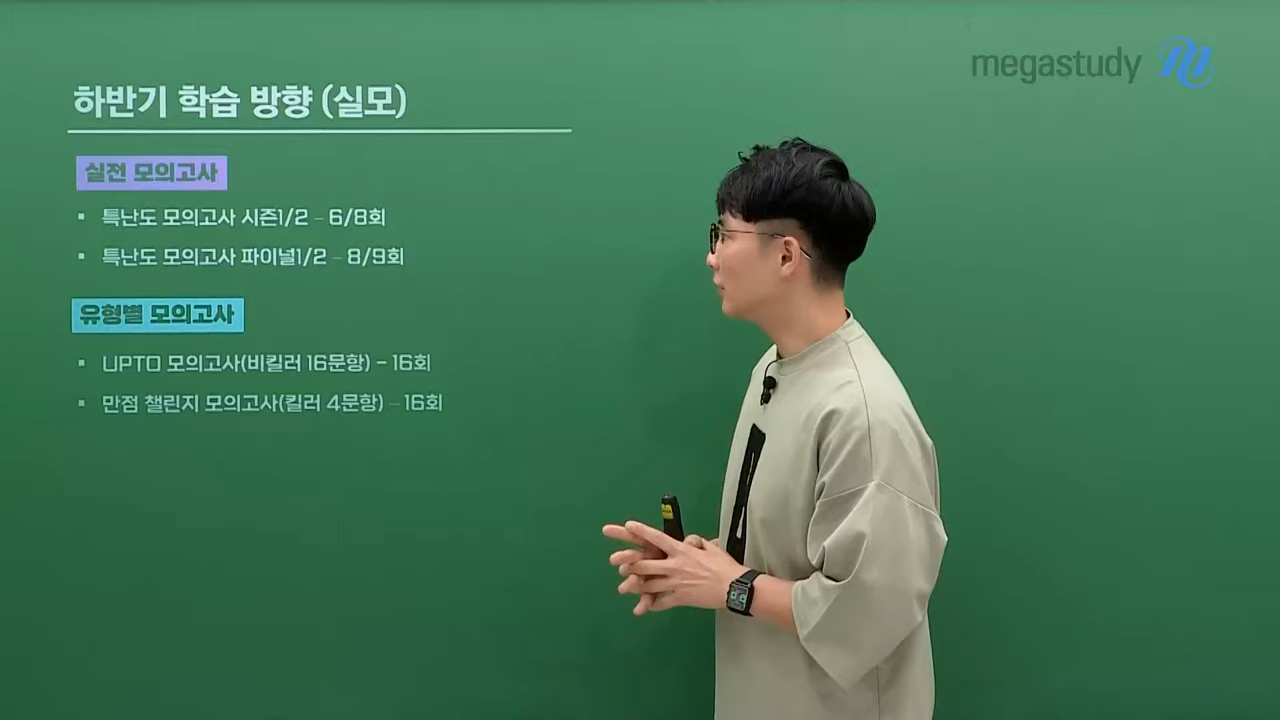 megastudy
하반기 학습 방향 (실모)
실전 모의고사
▪ 특난도 모의고사 시즌1/2 – 6/8회
▪ 특난도 모의고사 파이널1/2 – 8/9회
유형별 모의고사
▪ UPTO 모의고사(비킬러 16문항) - 16회
▪ 만점 챌린지 모의고사(킬러 4문항) – 16회